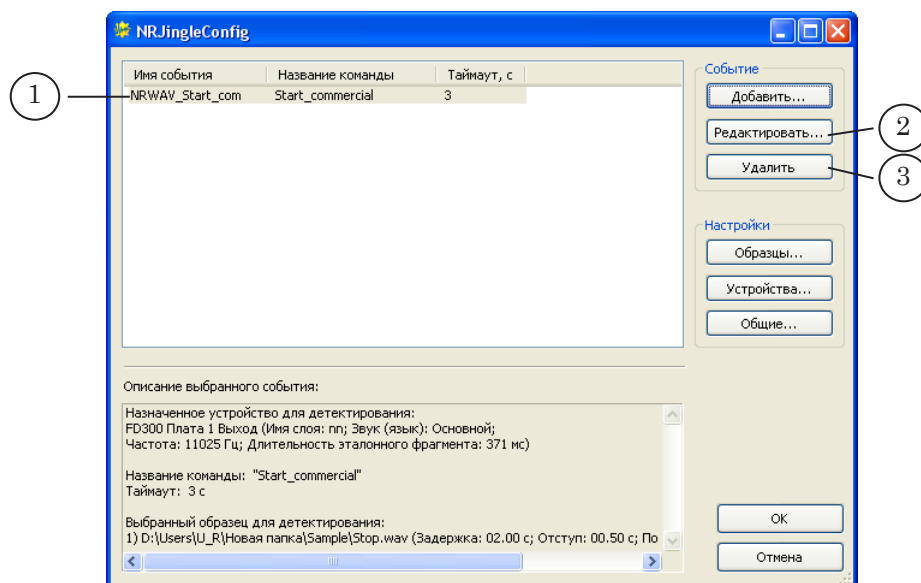 NRJingleConfig
Имя события Название команды Таймаут, с
NRWAV_Start_com Start_commercial 3
1
Событие
Добавить...
Редактировать...
2
Удалить
3
Настройки
Образцы...
Устройства...
Общие...
Описание выбранного события:
Назначенное устройство для детектирования:
FD300 Плата 1 Выход (Имя слоя: nn; Звук (язык): Основной;
Частота: 11025 Гц; Длительность эталонного фрагмента: 371 мс)
Название команды: "Start_commercial"
Таймаут: 3 с
Выбранный образец для детектирования:
1) D:\Users\U_R\Новая папка\Sample\Stop.wav (Задержка: 02.00 с; Отступ: 00.50 с; По
OK
Отмена